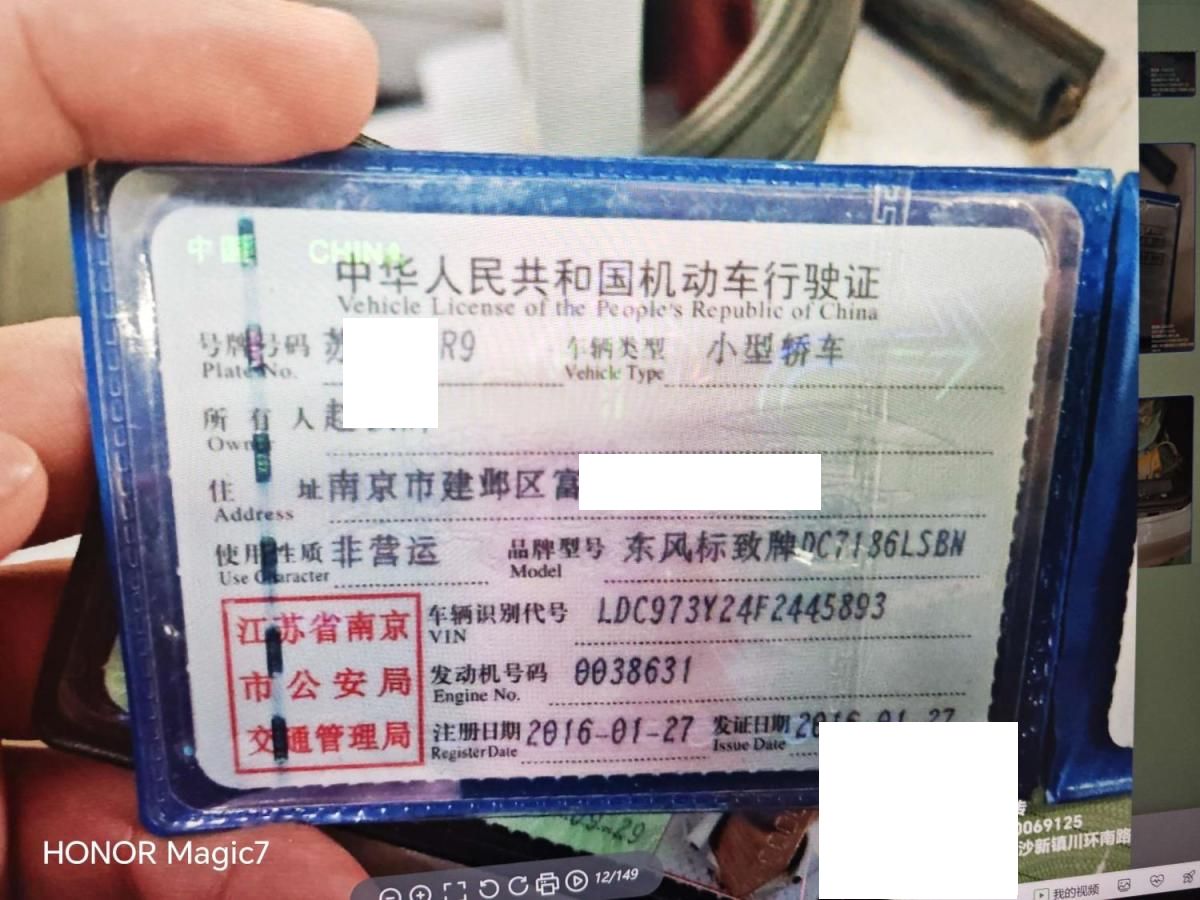 中国 CHINA
中华人民共和国机动车行驶证
Vehicle License of the People's Republic of China
号牌号码 苏 R9 车辆类型 小型轿车
Plate No. Vehicle Type
所有人 赵
Owner
住址 南京市建邺区富
Address
使用性质 非营运 品牌型号 东风标致牌DC7186LSBN
Use Character Model
江苏省南京
市公安局
交通管理局
车辆识别代号 LDC973Y24F2445893
VIN
发动机号码 0038631
Engine No.
注册日期 2016-01-27 发证日期 2016-01-27
Register Date Issue Date
09-29
0069125
沙新镇川环南路
HONOR Magic7
12/149
我的视频